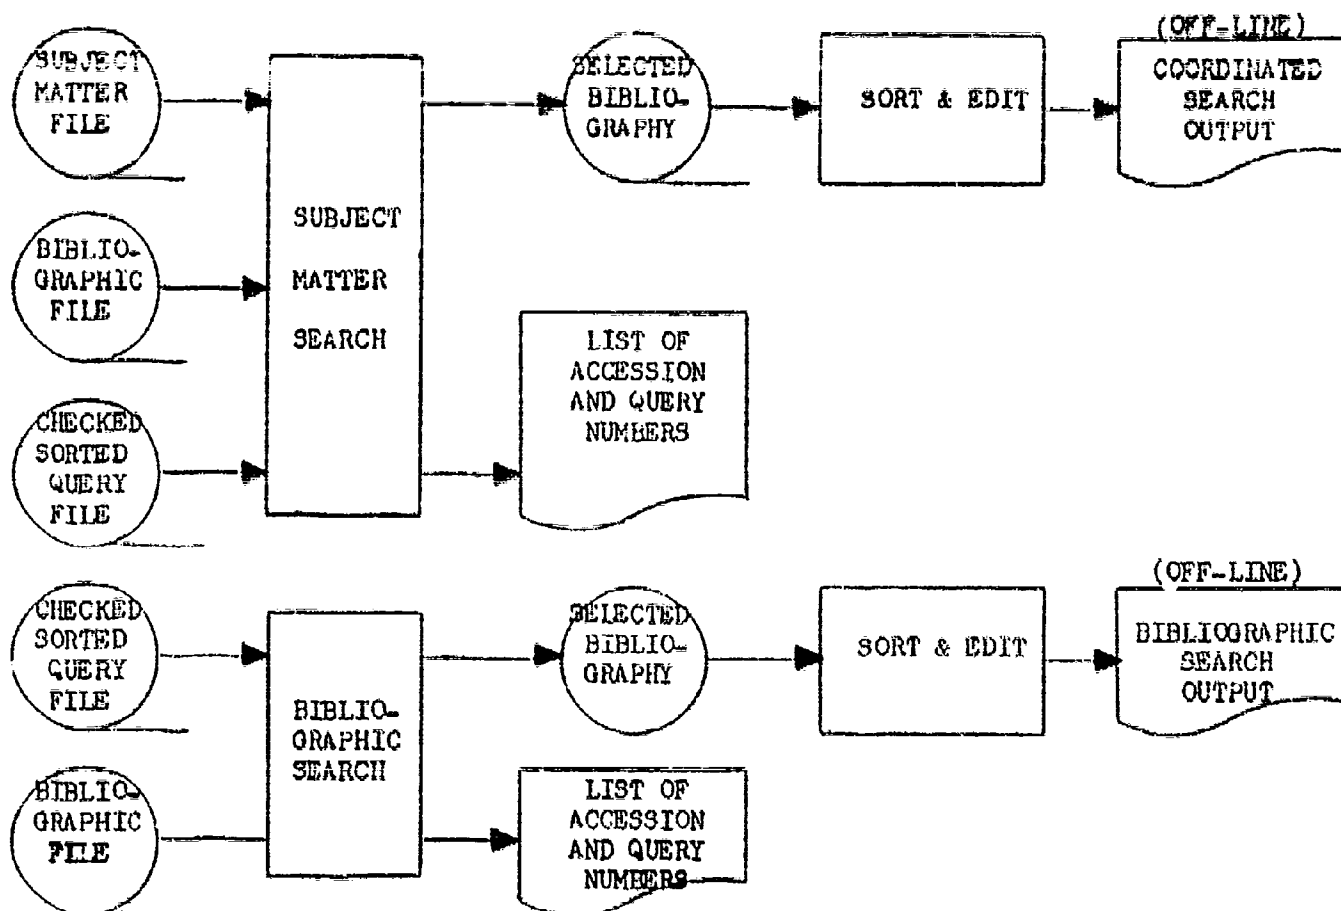 SUBJECT
MATTER
FILE
BIBLIO-
GRAPHIC
FILE
CHECKED
SORTED
QUERY
FILE
SUBJECT
MATTER
SEARCH
SELECTED
BIBLIO-
GRAPHY
SORT & EDIT
(OFF-LINE)
COORDINATED
SEARCH
OUTPUT
LIST OF
ACCESSION
AND QUERY
NUMBERS
CHECKED
SORTED
QUERY
FILE
BIBLIO-
GRAPHIC
FILE
BIBLIO-
GRAPHIC
SEARCH
SELECTED
BIBLIO-
GRAPHY
SORT & EDIT
(OFF-LINE)
BIBLIOGRAPHIC
SEARCH
OUTPUT
LIST OF
ACCESSION
AND QUERY
NUMBERS